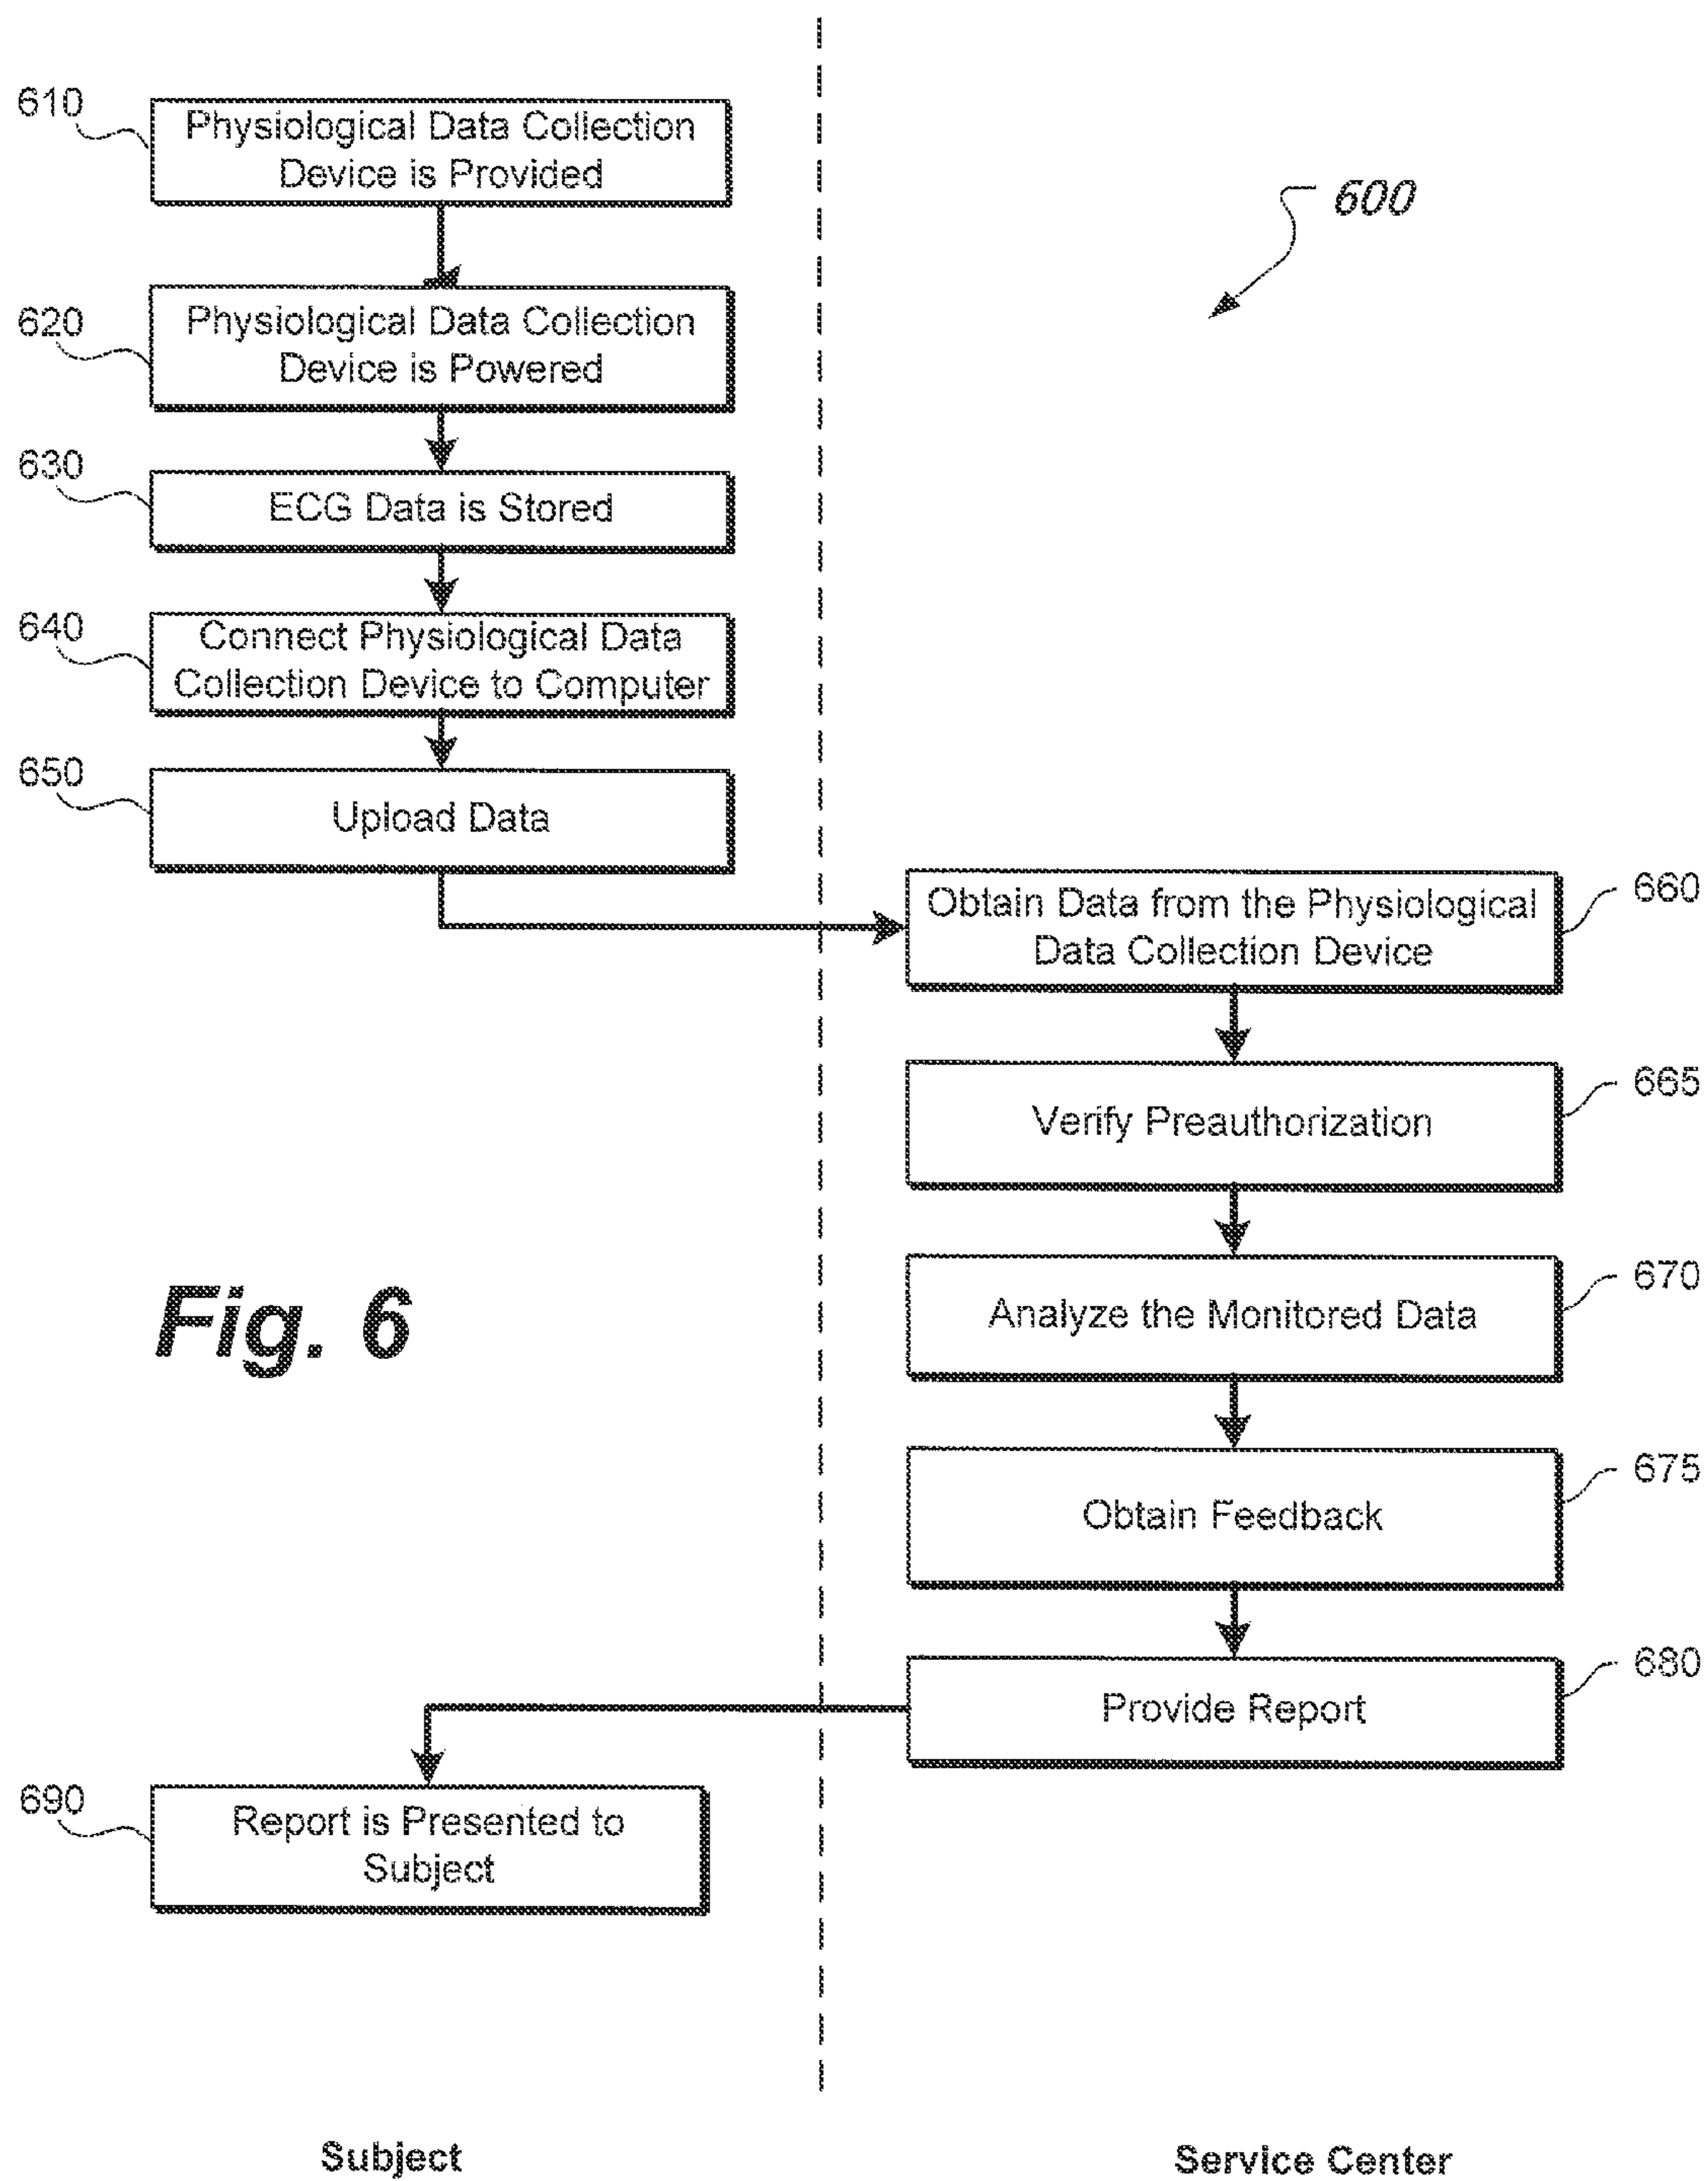 610
Physiological Data Collection
Device is Provided
600
620
Physiological Data Collection
Device is Powered
630
ECG Data is Stored
640
Connect Physiological Data
Collection Device to Computer
650
Upload Data
660
Obtain Data from the Physiological
Data Collection Device
665
Verify Preauthorization
670
Analyze the Monitored Data
Fig. 6
675
Obtain Feedback
680
Provide Report
690
Report is Presented to
Subject
Subject
Service Center